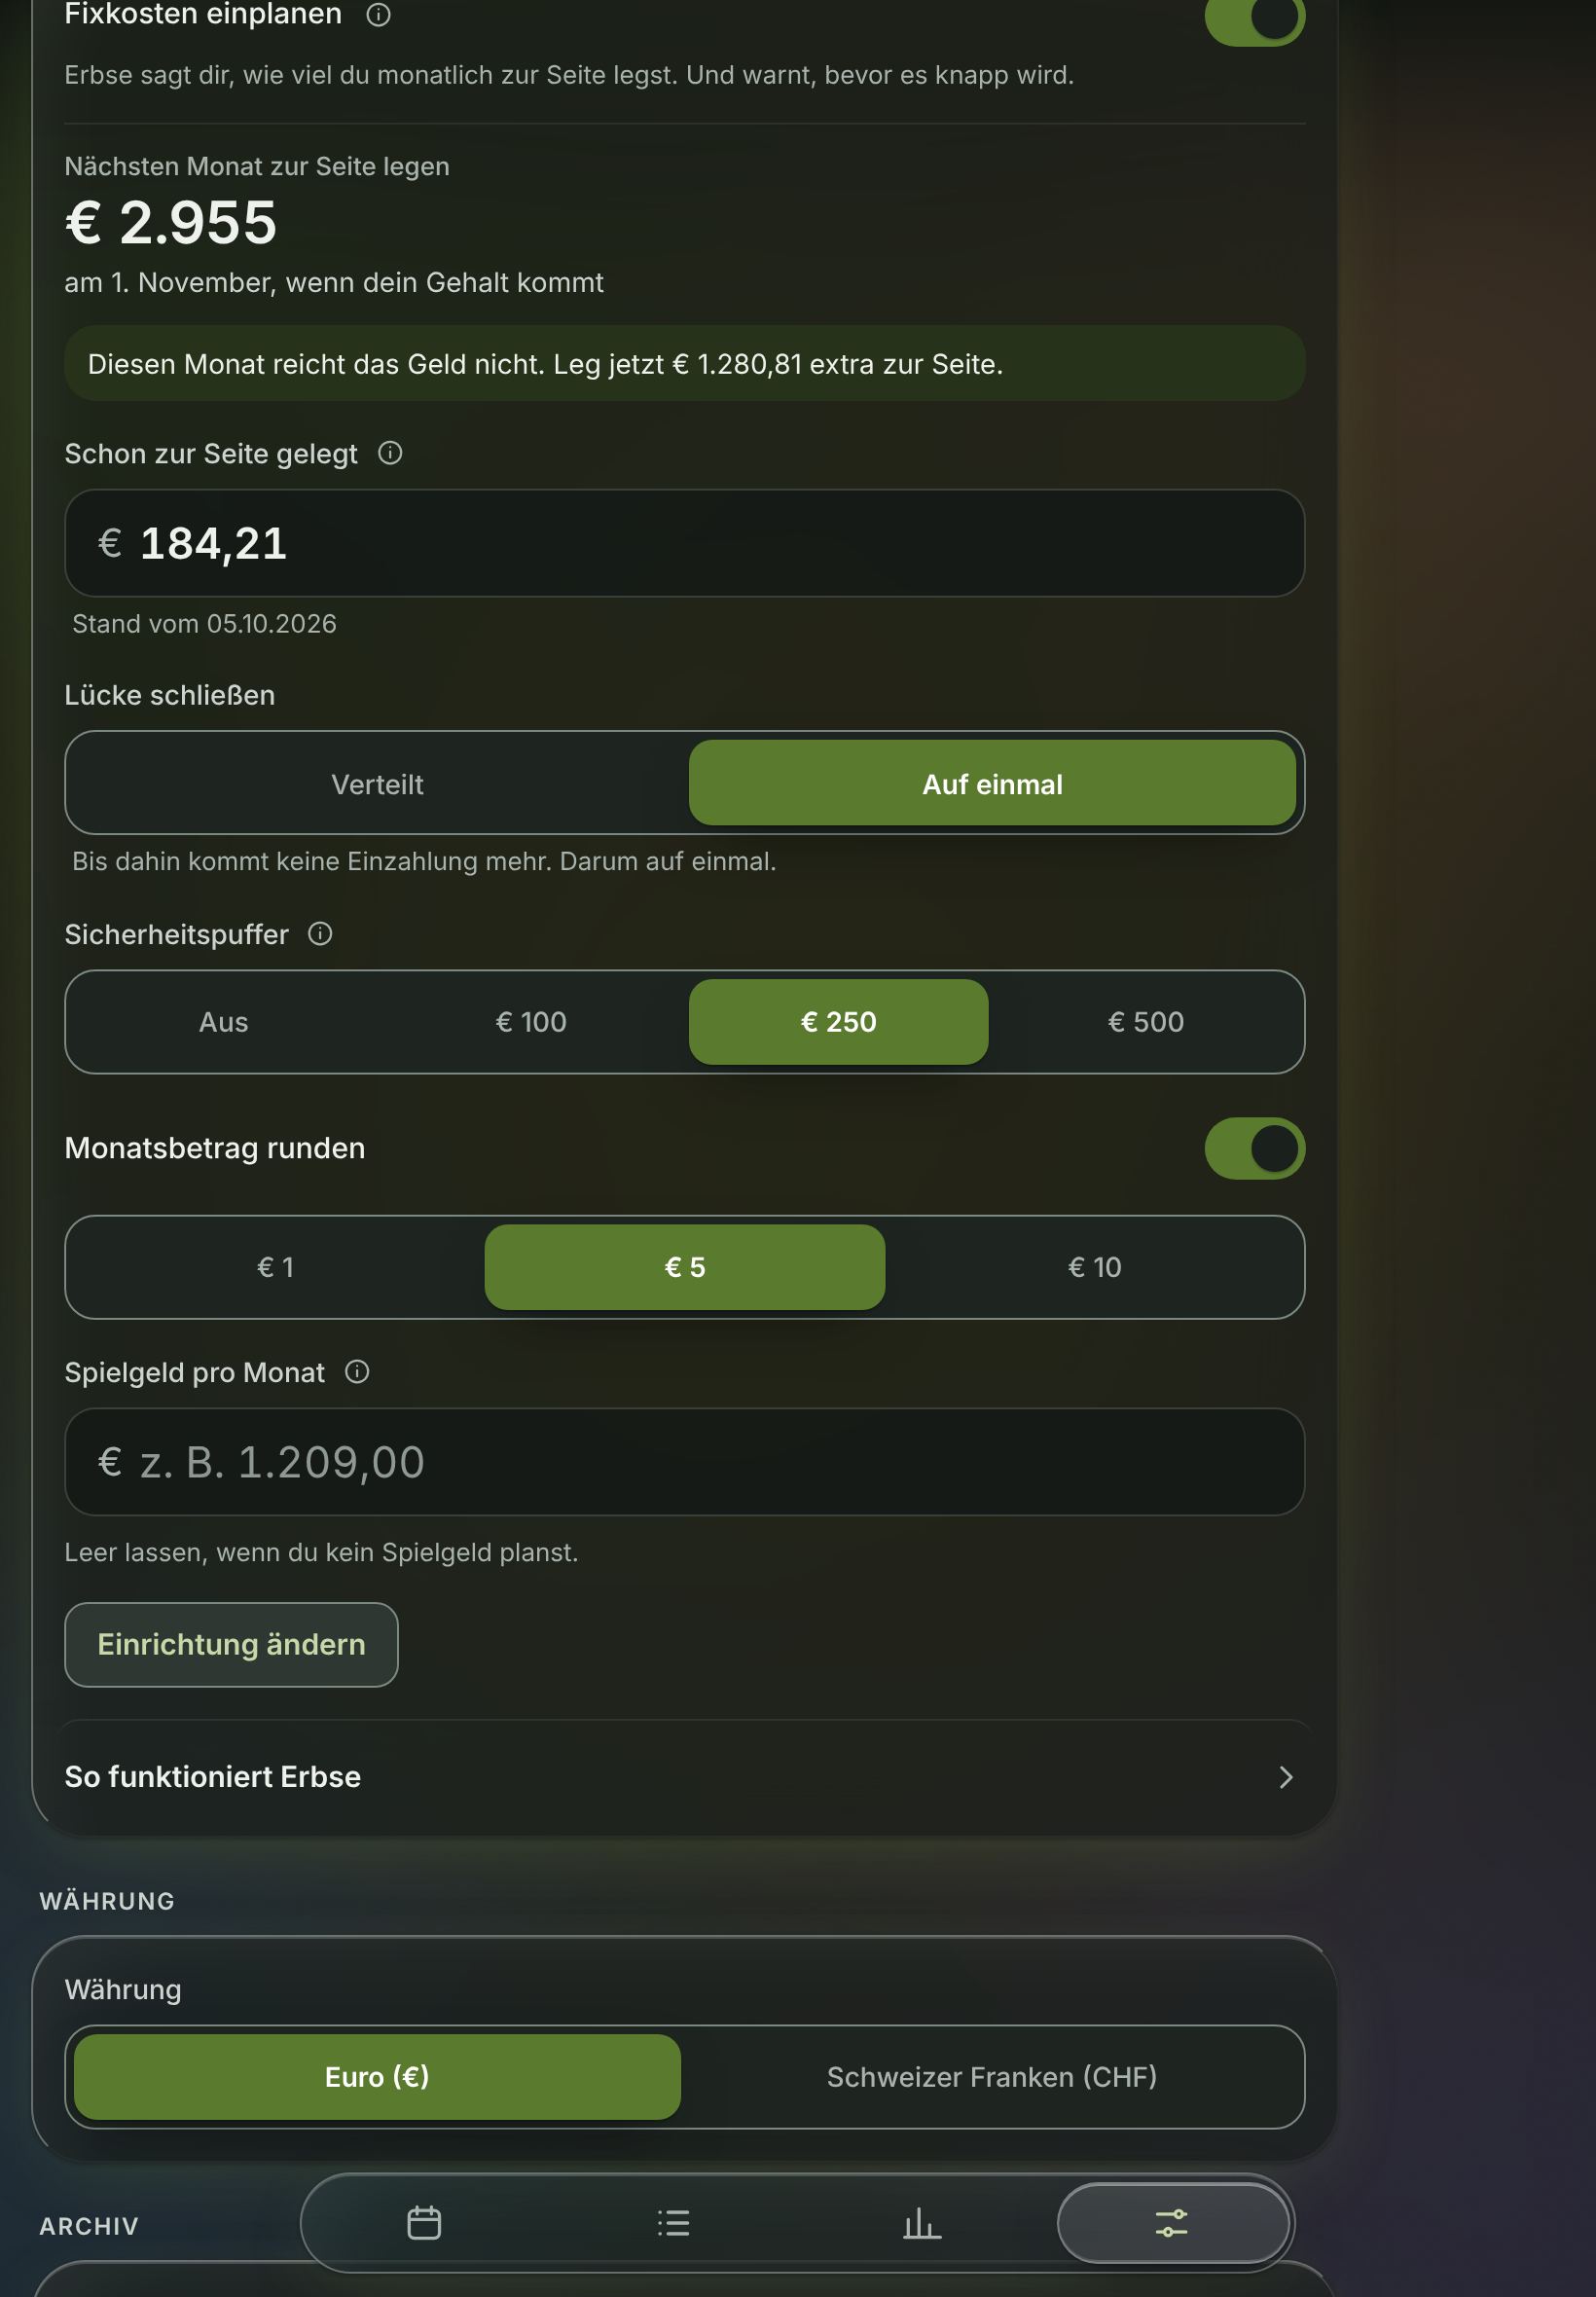 Fixkosten einplanen
Erbse sagt dir, wie viel du monatlich zur Seite legst. Und warnt, bevor es knapp wird.
Nächsten Monat zur Seite legen
€ 2.955
am 1. November, wenn dein Gehalt kommt
Diesen Monat reicht das Geld nicht. Leg jetzt € 1.280,81 extra zur Seite.
Schon zur Seite gelegt
€ 184,21
Stand vom 05.10.2026
Lücke schließen
Verteilt Auf einmal
Bis dahin kommt keine Einzahlung mehr. Darum auf einmal.
Sicherheitspuffer
Aus € 100 € 250 € 500
Monatsbetrag runden
€ 1 € 5 € 10
Spielgeld pro Monat
€ z. B. 1.209,00
Leer lassen, wenn du kein Spielgeld planst.
Einrichtung ändern
So funktioniert Erbse
WÄHRUNG
Währung
Euro (€) Schweizer Franken (CHF)
ARCHIV